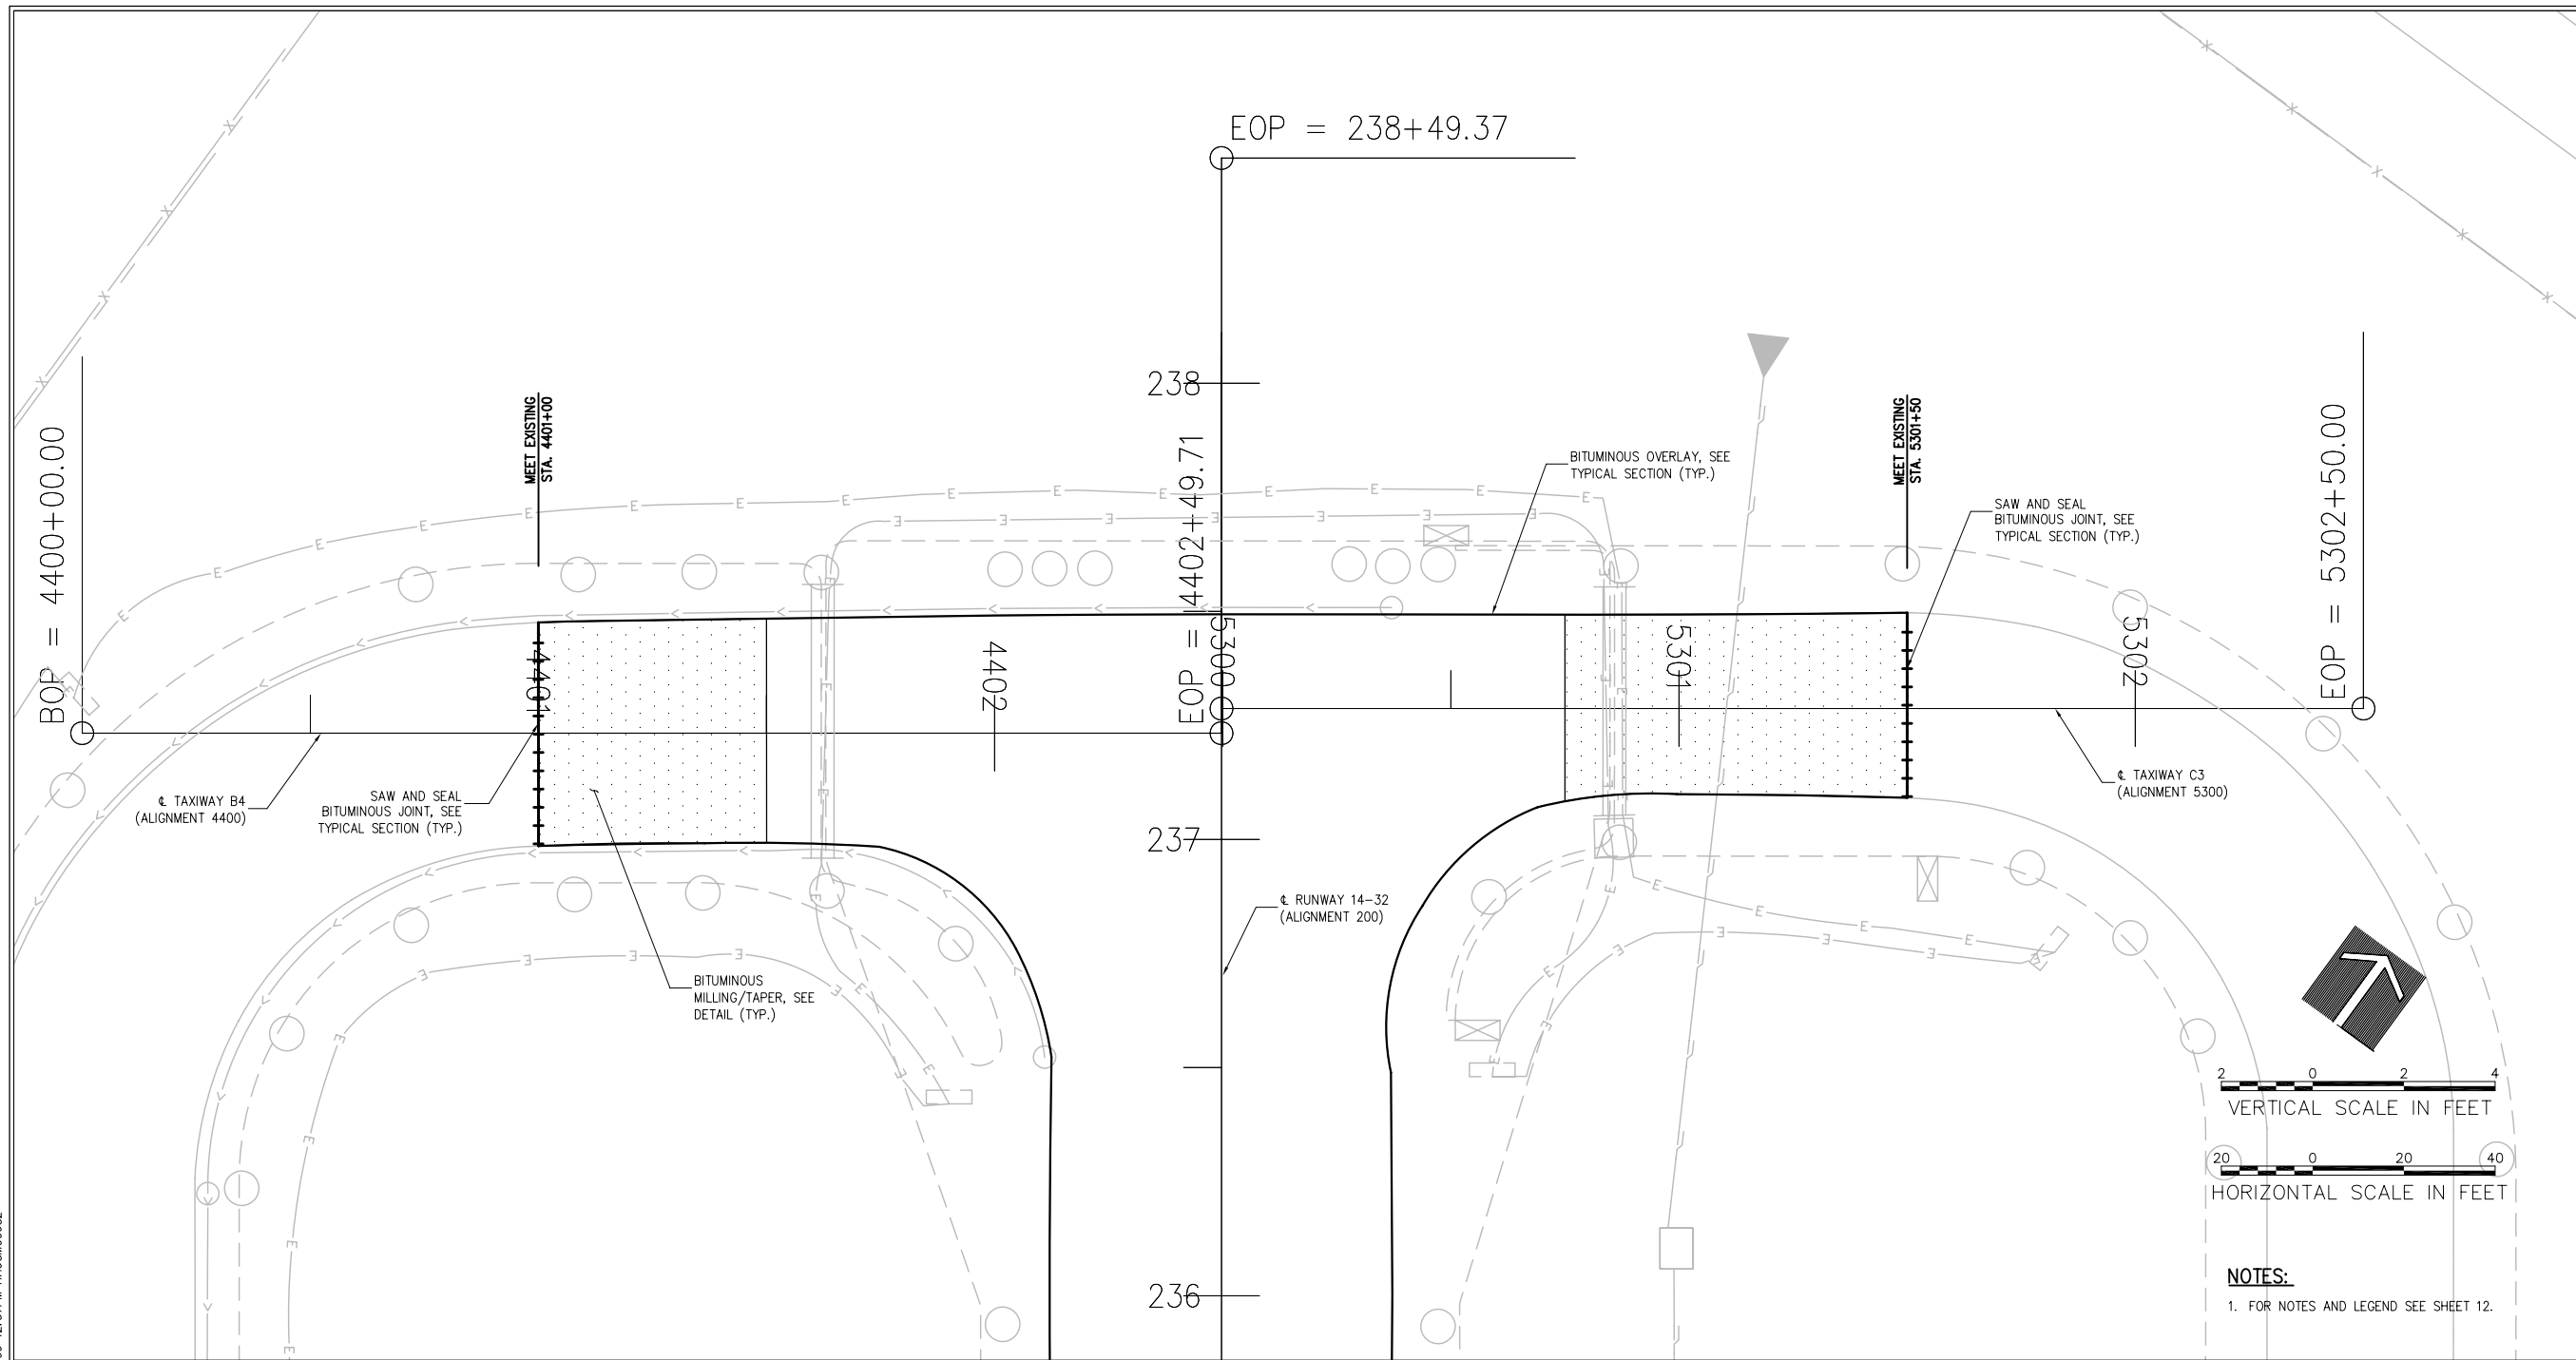 EOP = 238+49.37
238
BOP = 4400+00.00
MEET EXISTING
STA. 4401+00
EOP = 4402+49.71
BITUMINOUS OVERLAY, SEE
TYPICAL SECTION (TYP.)
MEET EXISTING
STA. 5301+50
SAW AND SEAL
BITUMINOUS JOINT, SEE
TYPICAL SECTION (TYP.)
EOP = 5302+50.00
4401
4402
5300
5301
5302
℄ TAXIWAY B4
(ALIGNMENT 4400)
SAW AND SEAL
BITUMINOUS JOINT, SEE
TYPICAL SECTION (TYP.)
℄ TAXIWAY C3
(ALIGNMENT 5300)
237
℄ RUNWAY 14-32
(ALIGNMENT 200)
BITUMINOUS
MILLING/TAPER, SEE
DETAIL (TYP.)
2 0 2 4
VERTICAL SCALE IN FEET
20 0 20 40
HORIZONTAL SCALE IN FEET
236
NOTES:
1. FOR NOTES AND LEGEND SEE SHEET 12.